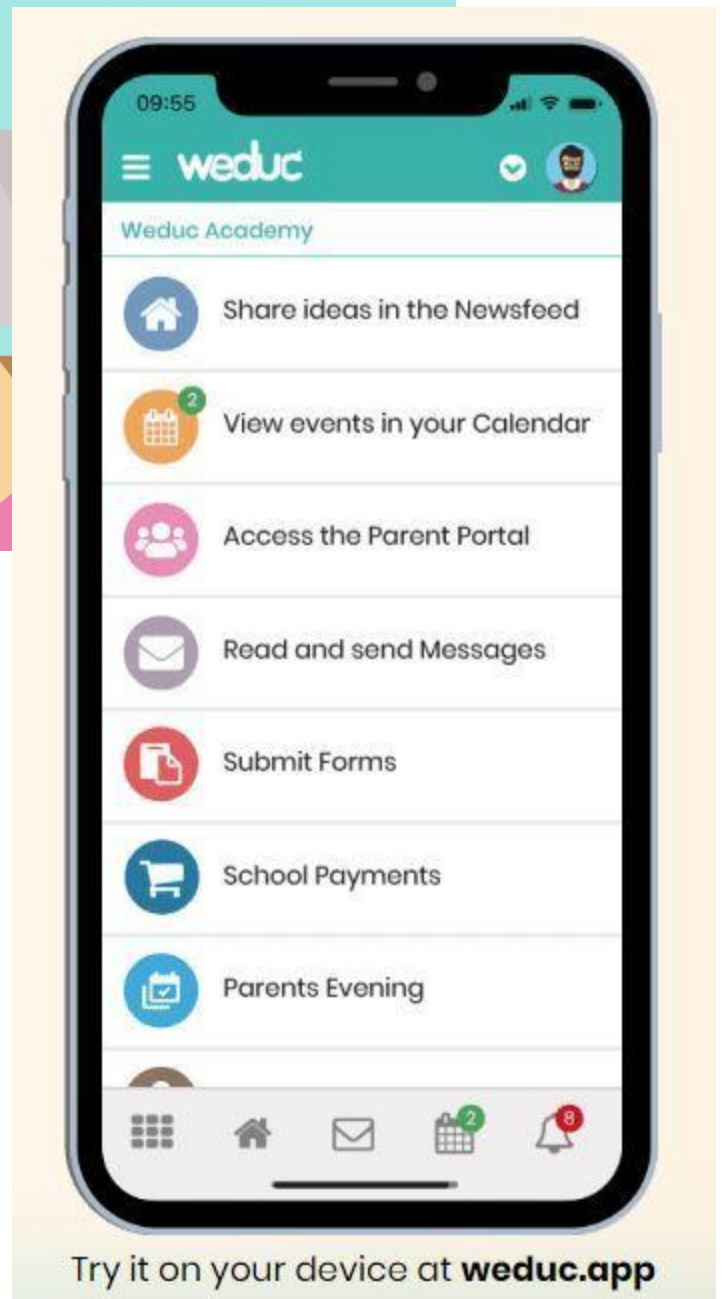 09:55
weduc
Weduc Academy
Share ideas in the Newsfeed
2
View events in your Calendar
Access the Parent Portal
Read and send Messages
Submit Forms
School Payments
Parents Evening
2
8
Try it on your device at weduc.app